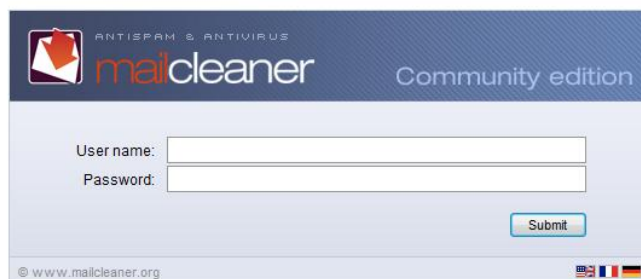 ANTISPAM & ANTIVIRUS
mailcleaner
Community edition
User name:
Password:
Submit
© www.mailcleaner.org